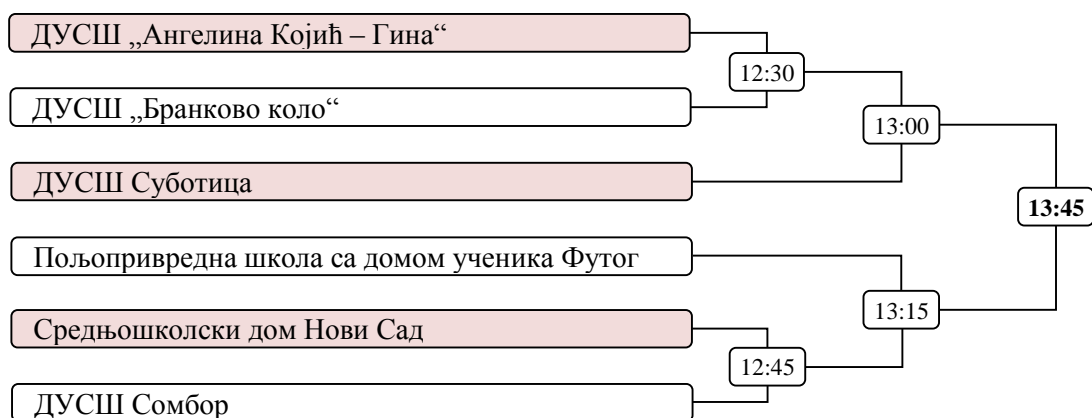 ДУСШ „Ангелина Којић – Гина“
12:30
ДУСШ „Бранково коло“
13:00
ДУСШ Суботица
13:45
Пољопривредна школа са домом ученика Футог
13:15
Средњошколски дом Нови Сад
12:45
ДУСШ Сомбор